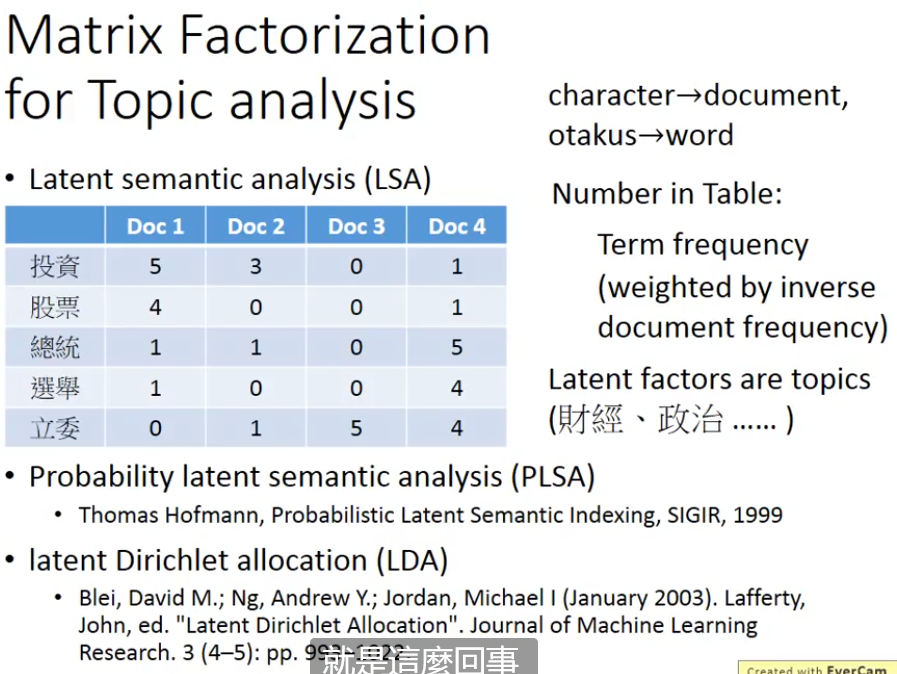 Matrix Factorization
for Topic analysis
character→document,
otakus→word
• Latent semantic analysis (LSA)
Number in Table:
Term frequency
(weighted by inverse
document frequency)
Latent factors are topics
(財經、政治 …… )
Doc 1 Doc 2 Doc 3 Doc 4
投資 5 3 0 1
股票 4 0 0 1
總統 1 1 0 5
選舉 1 0 0 4
立委 0 1 5 4
• Probability latent semantic analysis (PLSA)
• Thomas Hofmann, Probabilistic Latent Semantic Indexing, SIGIR, 1999
• latent Dirichlet allocation (LDA)
• Blei, David M.; Ng, Andrew Y.; Jordan, Michael I (January 2003). Lafferty,
John, ed. "Latent Dirichlet Allocation". Journal of Machine Learning
Research. 3 (4–5): pp.
就是這麼回事
Created with EverCam